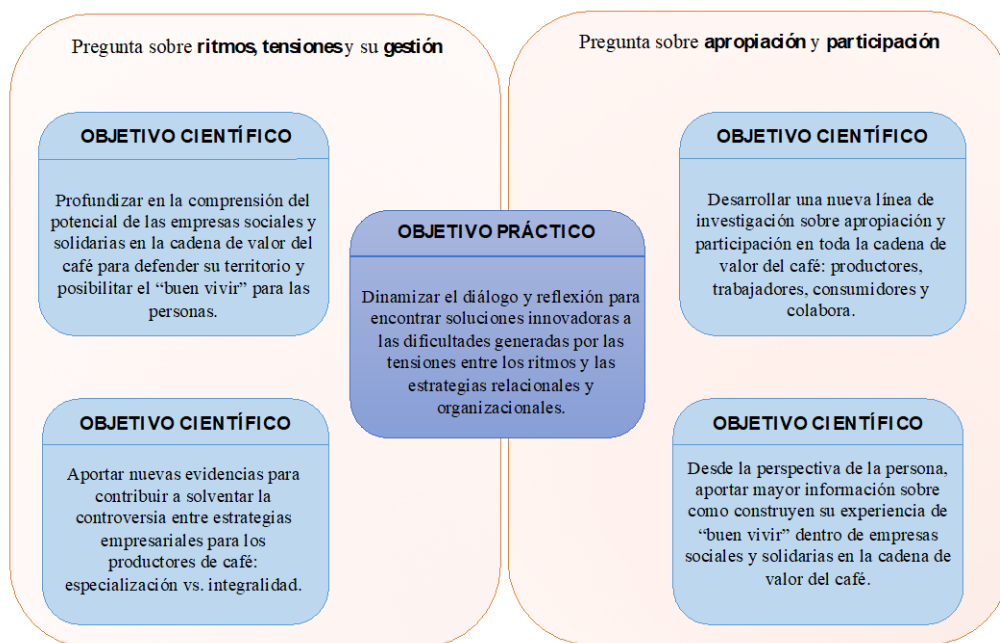 Pregunta sobre ritmos, tensiones y su gestión
OBJETIVO CIENTÍFICO
Profundizar en la comprensión del
potencial de las empresas sociales y
solidarias en la cadena de valor del
café para defender su territorio y
posibilitar el “buen vivir” para las
personas.
OBJETIVO CIENTÍFICO
Aportar nuevas evidencias para
contribuir a solventar la
controversia entre estrategias
empresariales para los
productores de café:
especialización vs. integralidad.
OBJETIVO PRÁCTICO
Dinamizar el diálogo y reflexión para
encontrar soluciones innovadoras a
las dificultades generadas por las
tensiones entre los ritmos y las
estrategias relacionales y
organizacionales.
Pregunta sobre apropiación y participación
OBJETIVO CIENTÍFICO
Desarrollar una nueva línea de
investigación sobre apropiación y
participación en toda la cadena de
valor del café: productores,
trabajadores, consumidores y
colabora.
OBJETIVO CIENTÍFICO
Desde la perspectiva de la persona,
aportar mayor información sobre
como construyen su experiencia de
“buen vivir” dentro de empresas
sociales y solidarias en la cadena de
valor del café.